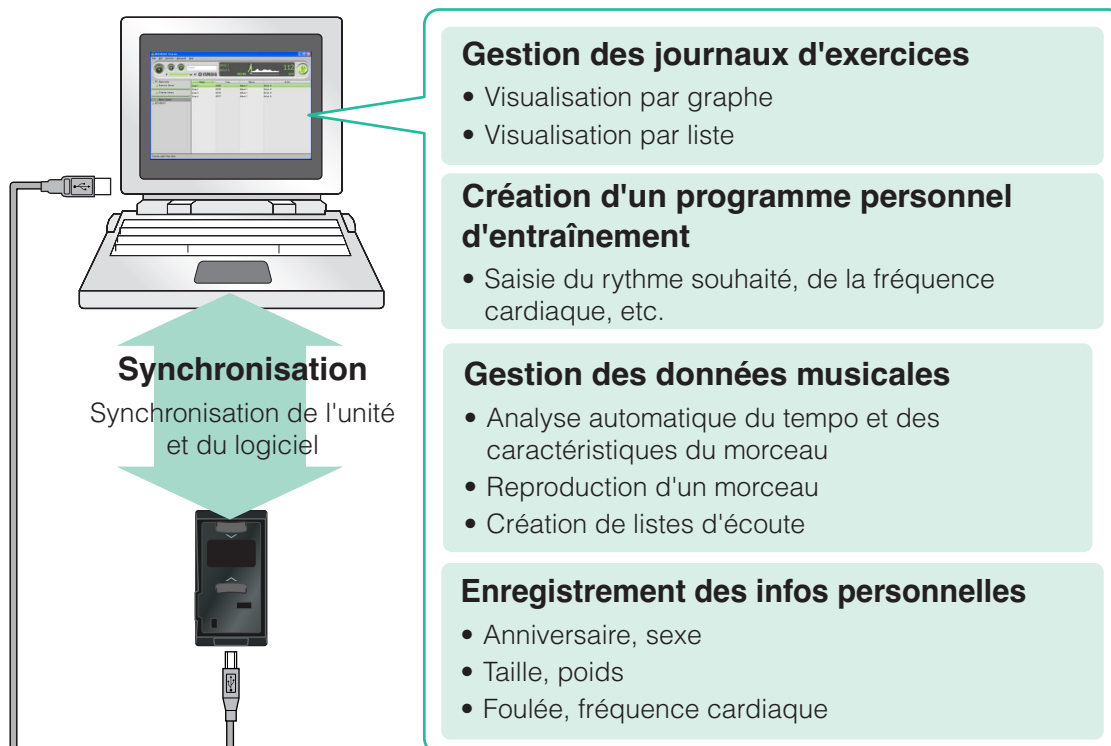 Gestion des journaux d'exercices
• Visualisation par graphe
• Visualisation par liste
Création d'un programme personnel
d'entraînement
• Saisie du rythme souhaité, de la fréquence
cardiaque, etc.
Synchronisation
Synchronisation de l'unité
et du logiciel
Gestion des données musicales
• Analyse automatique du tempo et des
caractéristiques du morceau
• Reproduction d'un morceau
• Création de listes d'écoute
Enregistrement des infos personnelles
• Anniversaire, sexe
• Taille, poids
• Foulée, fréquence cardiaque